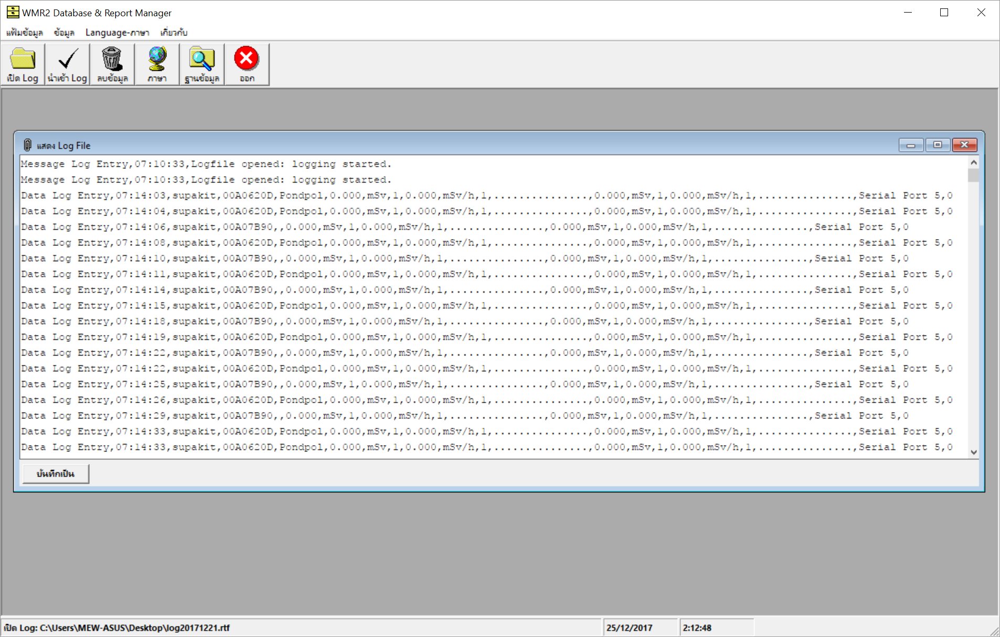 WMR2 Database & Report Manager
แฟ้มข้อมูล ข้อมูล Language-ภาษา เกี่ยวกับ
เปิด Log นำเข้า Log ลบข้อมูล ภาษา ฐานข้อมูล ออก
แสดง Log File
Message Log Entry,07:10:33,Logfile opened: logging started.
Message Log Entry,07:10:33,Logfile opened: logging started.
Data Log Entry,07:14:03,supakit,00A0620D,Pondpol,0.000,mSv,1,0.000,mSv/h,1,...............,0.000,mSv,1,0.000,mSv/h,1,...............,Serial Port 5,0
Data Log Entry,07:14:04,supakit,00A0620D,Pondpol,0.000,mSv,1,0.000,mSv/h,1,...............,0.000,mSv,1,0.000,mSv/h,1,...............,Serial Port 5,0
Data Log Entry,07:14:06,supakit,00A07B90,,0.000,mSv,1,0.000,mSv/h,1,...............,0.000,mSv,1,0.000,mSv/h,1,...............,Serial Port 5,0
Data Log Entry,07:14:08,supakit,00A0620D,Pondpol,0.000,mSv,1,0.000,mSv/h,1,...............,0.000,mSv,1,0.000,mSv/h,1,...............,Serial Port 5,0
Data Log Entry,07:14:10,supakit,00A07B90,,0.000,mSv,1,0.000,mSv/h,1,...............,0.000,mSv,1,0.000,mSv/h,1,...............,Serial Port 5,0
Data Log Entry,07:14:11,supakit,00A0620D,Pondpol,0.000,mSv,1,0.000,mSv/h,1,...............,0.000,mSv,1,0.000,mSv/h,1,...............,Serial Port 5,0
Data Log Entry,07:14:14,supakit,00A07B90,,0.000,mSv,1,0.000,mSv/h,1,...............,0.000,mSv,1,0.000,mSv/h,1,...............,Serial Port 5,0
Data Log Entry,07:14:15,supakit,00A0620D,Pondpol,0.000,mSv,1,0.000,mSv/h,1,...............,0.000,mSv,1,0.000,mSv/h,1,...............,Serial Port 5,0
Data Log Entry,07:14:18,supakit,00A07B90,,0.000,mSv,1,0.000,mSv/h,1,...............,0.000,mSv,1,0.000,mSv/h,1,...............,Serial Port 5,0
Data Log Entry,07:14:19,supakit,00A0620D,Pondpol,0.000,mSv,1,0.000,mSv/h,1,...............,0.000,mSv,1,0.000,mSv/h,1,...............,Serial Port 5,0
Data Log Entry,07:14:22,supakit,00A07B90,,0.000,mSv,1,0.000,mSv/h,1,...............,0.000,mSv,1,0.000,mSv/h,1,...............,Serial Port 5,0
Data Log Entry,07:14:22,supakit,00A0620D,Pondpol,0.000,mSv,1,0.000,mSv/h,1,...............,0.000,mSv,1,0.000,mSv/h,1,...............,Serial Port 5,0
Data Log Entry,07:14:25,supakit,00A07B90,,0.000,mSv,1,0.000,mSv/h,1,...............,0.000,mSv,1,0.000,mSv/h,1,...............,Serial Port 5,0
Data Log Entry,07:14:26,supakit,00A0620D,Pondpol,0.000,mSv,1,0.000,mSv/h,1,...............,0.000,mSv,1,0.000,mSv/h,1,...............,Serial Port 5,0
Data Log Entry,07:14:29,supakit,00A07B90,,0.000,mSv,1,0.000,mSv/h,1,...............,0.000,mSv,1,0.000,mSv/h,1,...............,Serial Port 5,0
Data Log Entry,07:14:33,supakit,00A0620D,Pondpol,0.000,mSv,1,0.000,mSv/h,1,...............,0.000,mSv,1,0.000,mSv/h,1,...............,Serial Port 5,0
Data Log Entry,07:14:33,supakit,00A0620D,Pondpol,0.000,mSv,1,0.000,mSv/h,1,...............,0.000,mSv,1,0.000,mSv/h,1,...............,Serial Port 5,0
บันทึกเป็น
เปิด Log: C:\Users\MEW-ASUS\Desktop\log20171221.rtf 25/12/2017 2:12:48